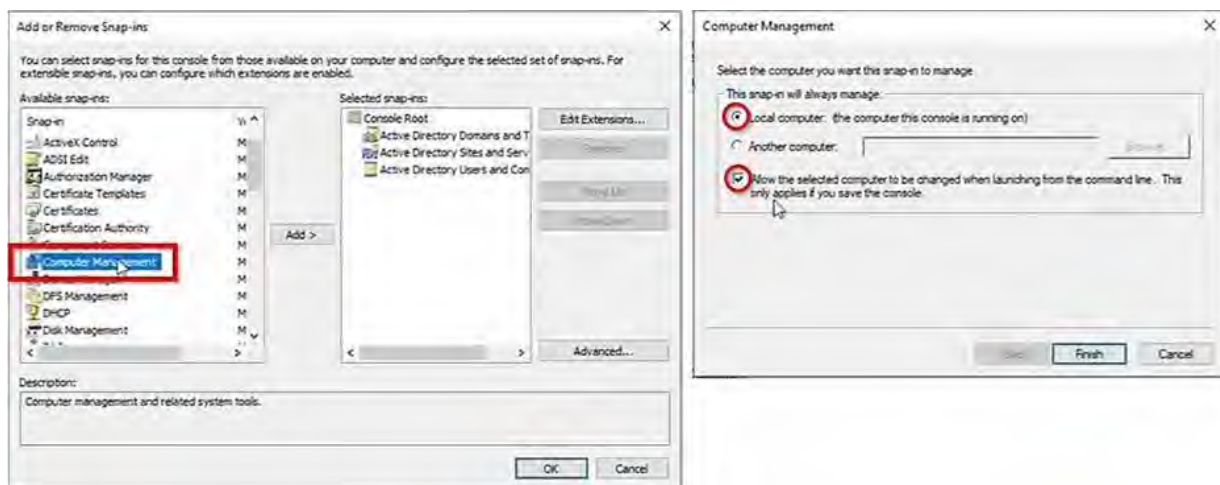 Add or Remove Snap-ins
You can select snap-ins for this console from those available on your computer and configure the selected set of snap-ins. For
extensible snap-ins, you can configure which extensions are enabled.
Available snap-ins:
Snap-in
ActiveX Control M
ADSI Edit M
Authorization Manager M
Certificate Templates M
Certificates M
Certification Authority M
M
Computer Management M
M
DFS Management M
DHCP M
Disk Management M
Add >
Selected snap-ins:
Console Root
Active Directory Domains and T
Active Directory Sites and Serv
Active Directory Users and Con
Edit Extensions...
Remove
Move Up
Move Down
Advanced...
Description:
Computer management and related system tools.
OK
Cancel
Computer Management
Select the computer you want this snap-in to manage
This snap-in will always manage:
Local computer: (the computer this console is running on)
Another computer:
Allow the selected computer to be changed when launching from the command line. This
only applies if you save the console.
Finish
Cancel